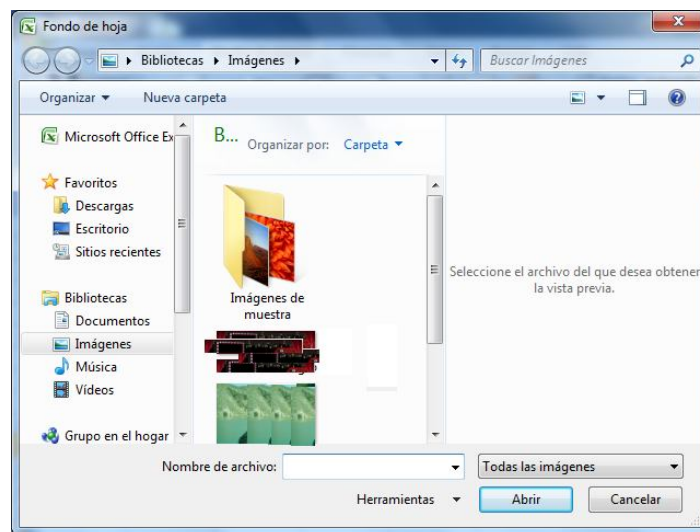 Fondo de hoja
Bibliotecas Imágenes
Buscar Imágenes
Organizar Nueva carpeta
Microsoft Office Ex
Favoritos
Descargas
Escritorio
Sitios recientes
Bibliotecas
Documentos
Imágenes
Música
Vídeos
Grupo en el hogar
B... Organizar por: Carpeta
Imágenes de
muestra
Seleccione el archivo del que desea obtener
la vista previa.
Nombre de archivo:
Todas las imágenes
Herramientas Abrir Cancelar